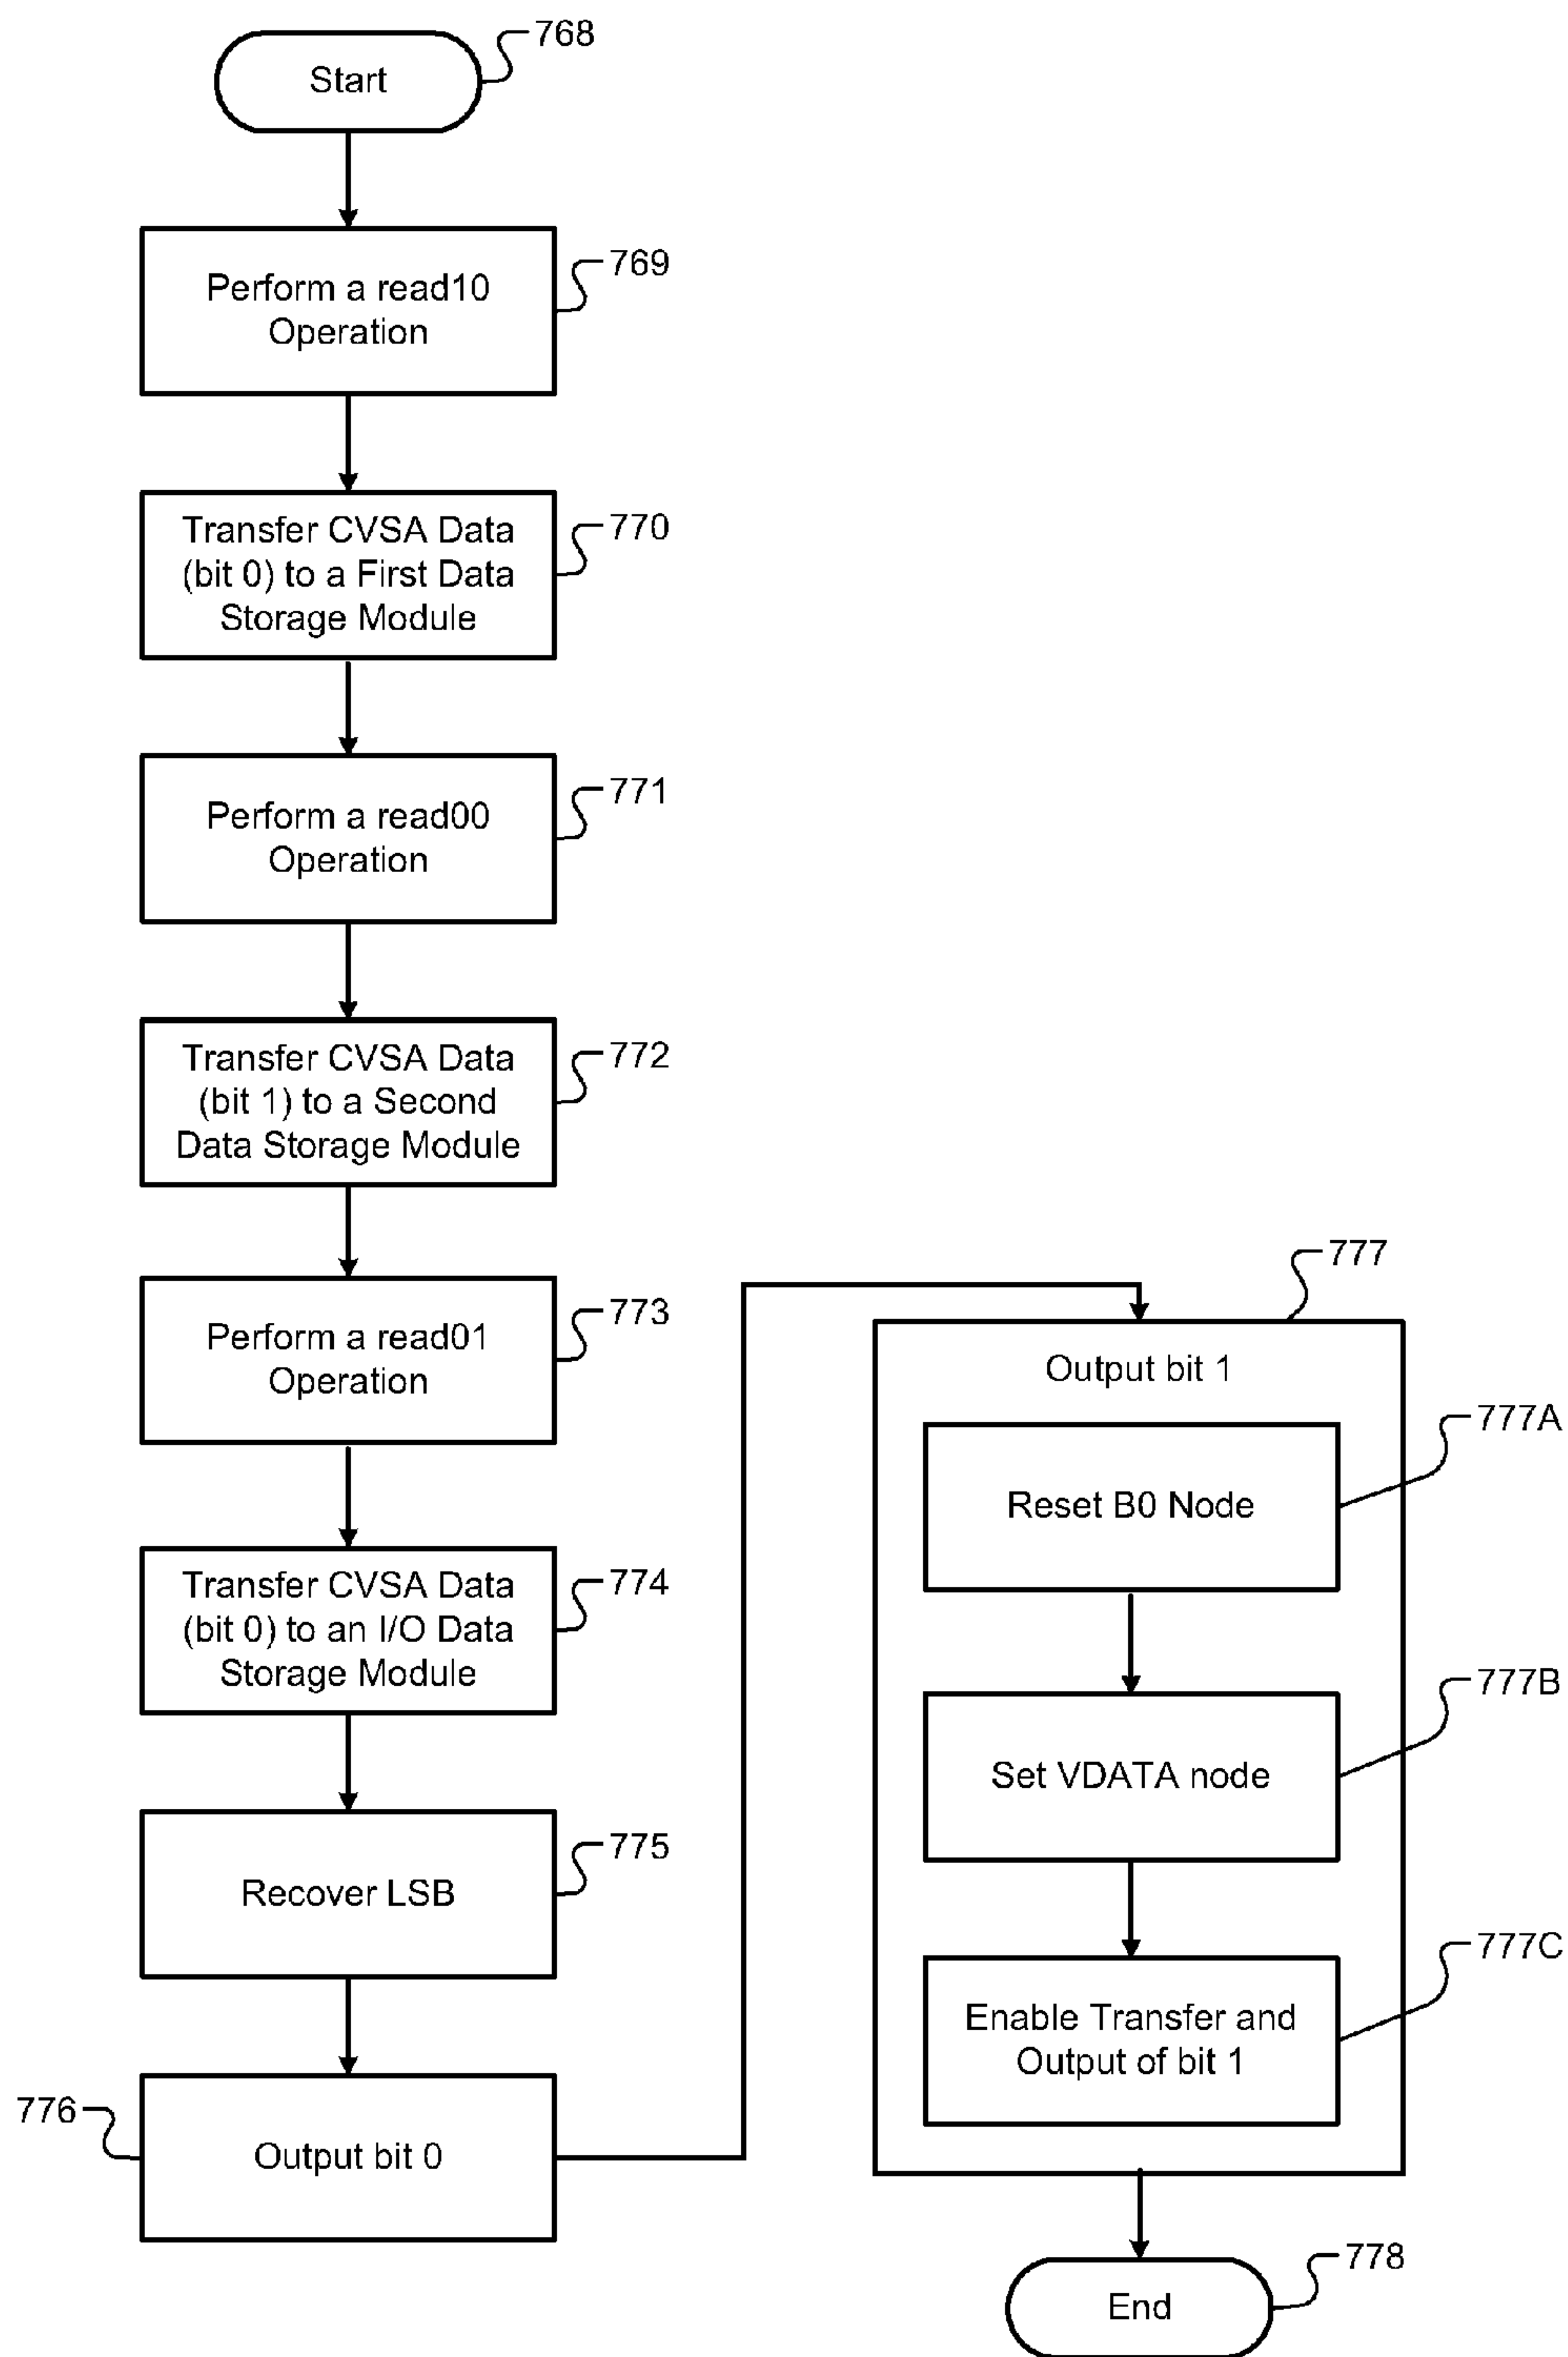 Start
768
Perform a read10
Operation
769
Transfer CVSA Data
(bit 0) to a First Data
Storage Module
770
Perform a read00
Operation
771
Transfer CVSA Data
(bit 1) to a Second
Data Storage Module
772
Perform a read01
Operation
773
Transfer CVSA Data
(bit 0) to an I/O Data
Storage Module
774
Recover LSB
775
776
Output bit 0
777
Output bit 1
Reset B0 Node
777A
Set VDATA node
777B
Enable Transfer and
Output of bit 1
777C
End
778